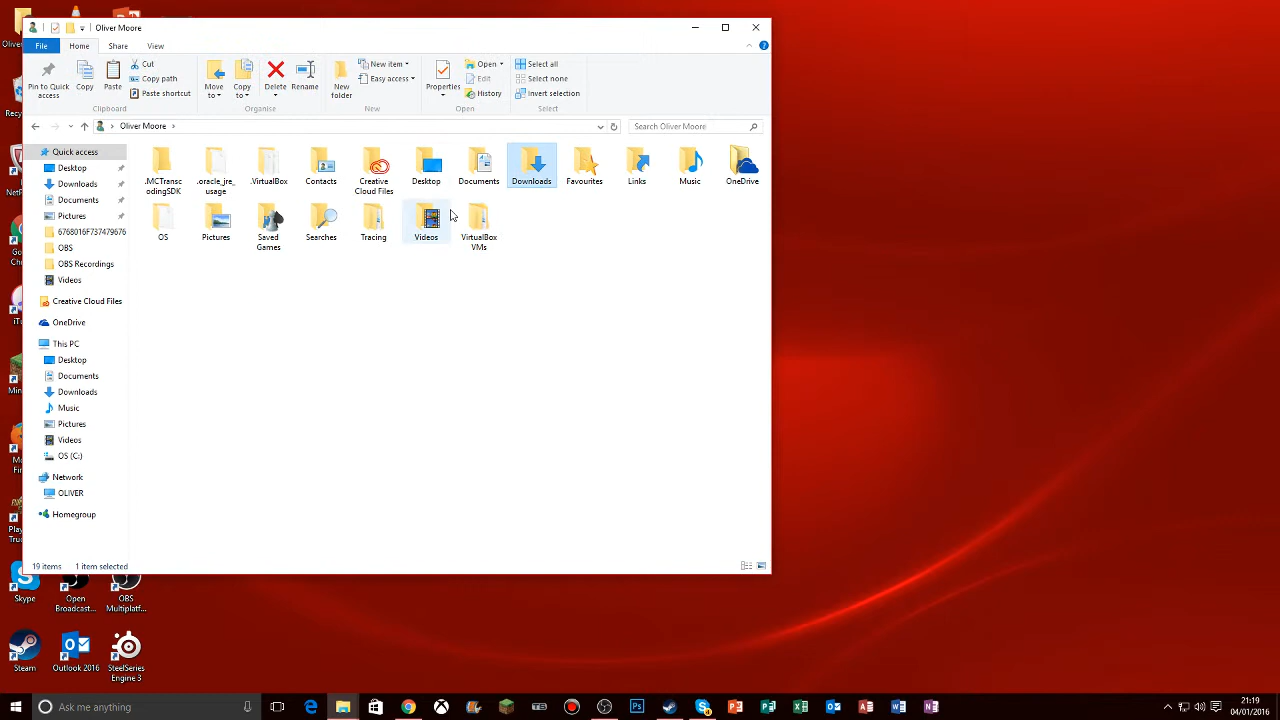 Oliver Moore
File Home Share View
Pin to Quick access
Copy
Paste
Cut
Copy path
Paste shortcut
Clipboard
Move to
Copy to
Delete
Rename
Organise
New folder
New item
Easy access
New
Properties
Open
Edit
History
Open
Select all
Select none
Invert selection
Select
Oliver Moore
Search Oliver Moore
Quick access
Desktop
Downloads
Documents
Pictures
6768016F737479676
OBS
OBS Recordings
Videos
Creative Cloud Files
OneDrive
This PC
Desktop
Documents
Downloads
Music
Pictures
Videos
OS (C:)
Network
OLIVER
Homegroup
.MCTranscodingSDK
.oracle_jre_usage
.VirtualBox
Contacts
Creative Cloud Files
Desktop
Documents
Downloads
Favourites
Links
Music
OneDrive
OS
Pictures
Saved Games
Searches
Tracing
Videos
VirtualBox VMs
19 items 1 item selected
Skype
Open Broadcast...
OBS Multiplatf...
Steam
Outlook 2016
SteelSeries Engine 3
Ask me anything
21:19
04/01/2016